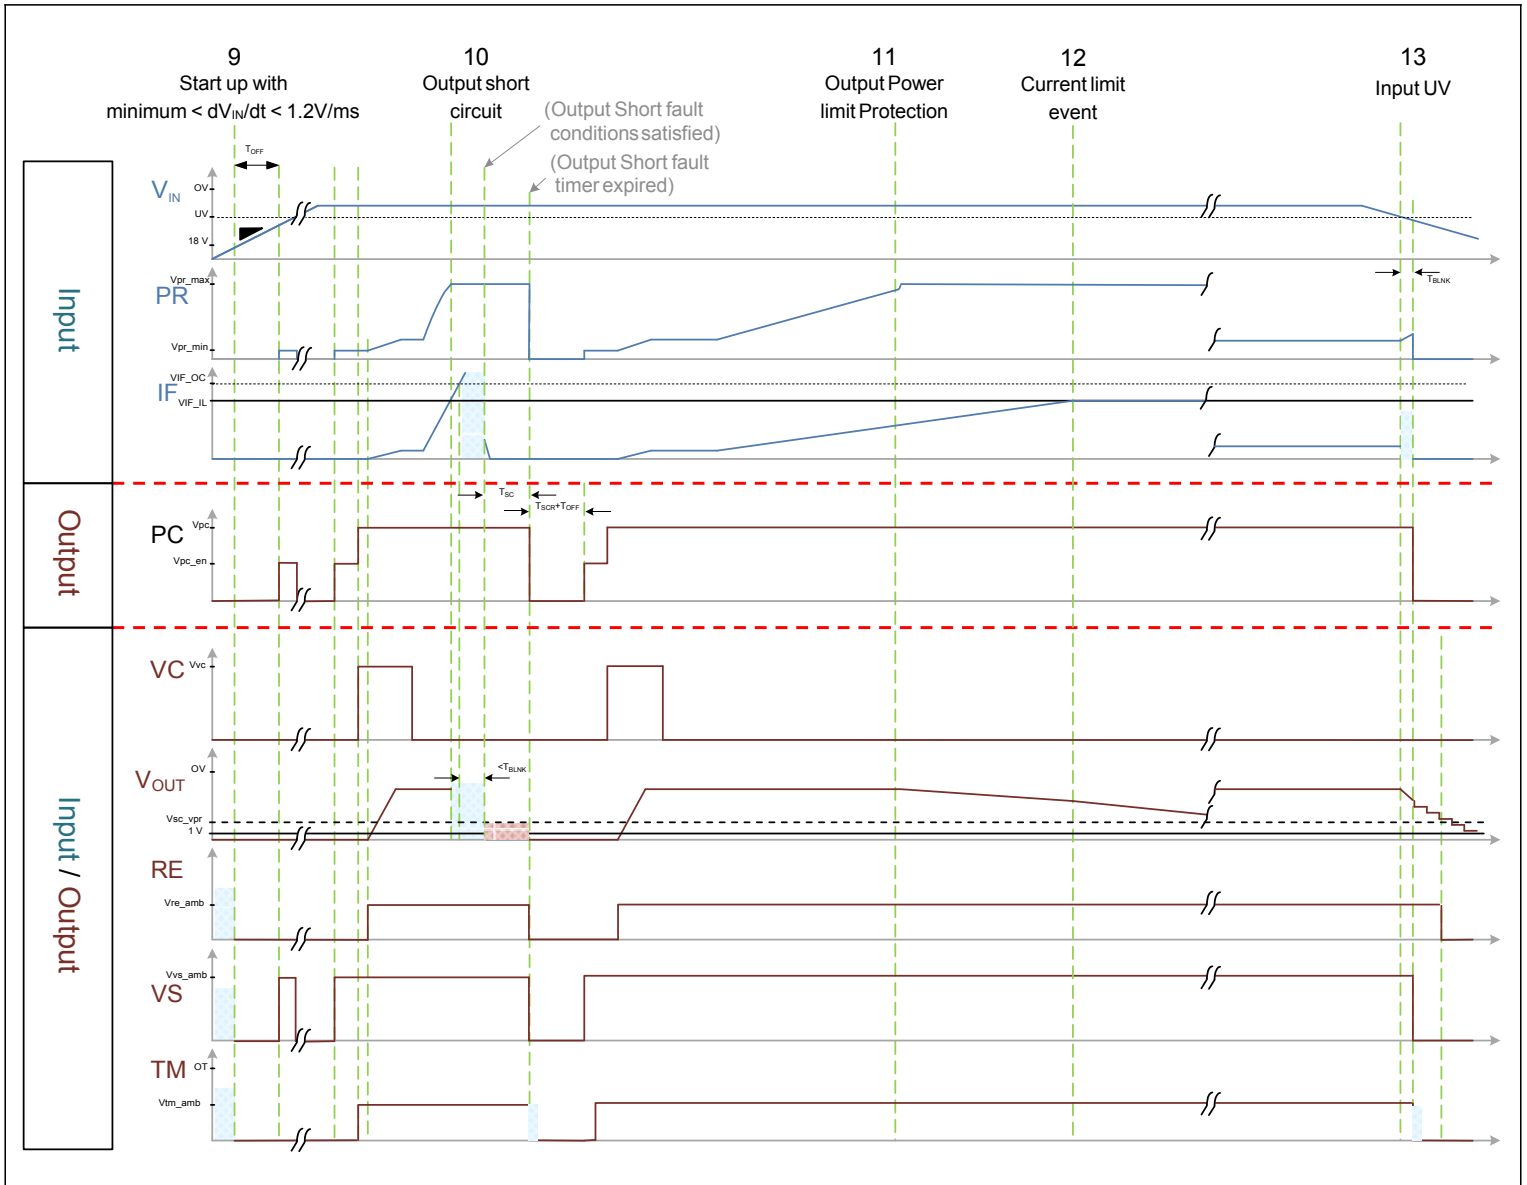 9
Start up with
minimum < dVIN/dt < 1.2V/ms
10
Output short
circuit
(Output Short fault
conditions satisfied)
(Output Short fault
timer expired)
11
Output Power
limit Protection
12
Current limit
event
13
Input UV
Input
TOFF
VIN
OV
UV
18 V
PR
Vpr_max
Vpr_min
TBLNK
IF
VIF_OC
VIF_IL
Output
TSC
TSCR+TOFF
PC
Vpc
Vpc_en
Input / Output
VC
Vvc
VOUT
OV
<TBLNK
Vsc_vpr
1 V
RE
Vre_amb
VS
Vvs_amb
TM
OT
Vtm_amb